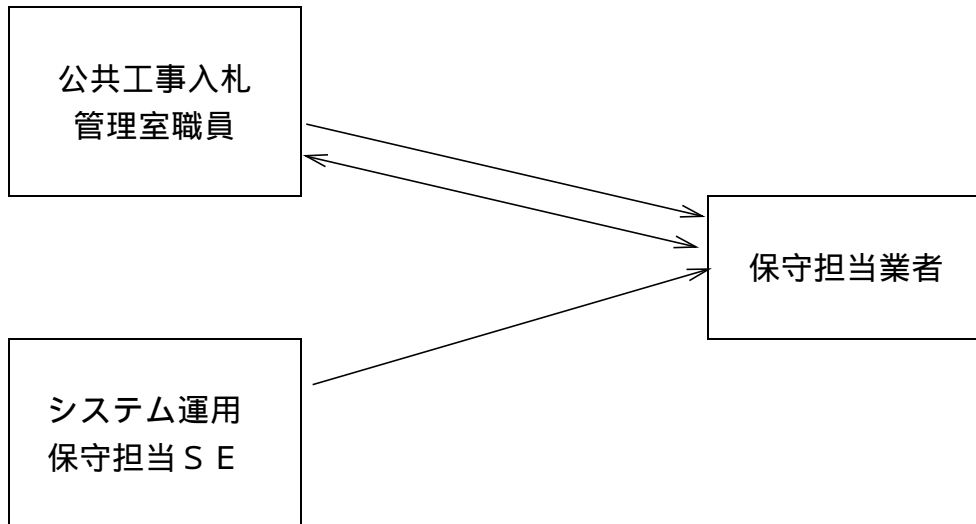 公共工事入札
管理室職員
保守担当業者
システム運用
保守担当ＳＥ